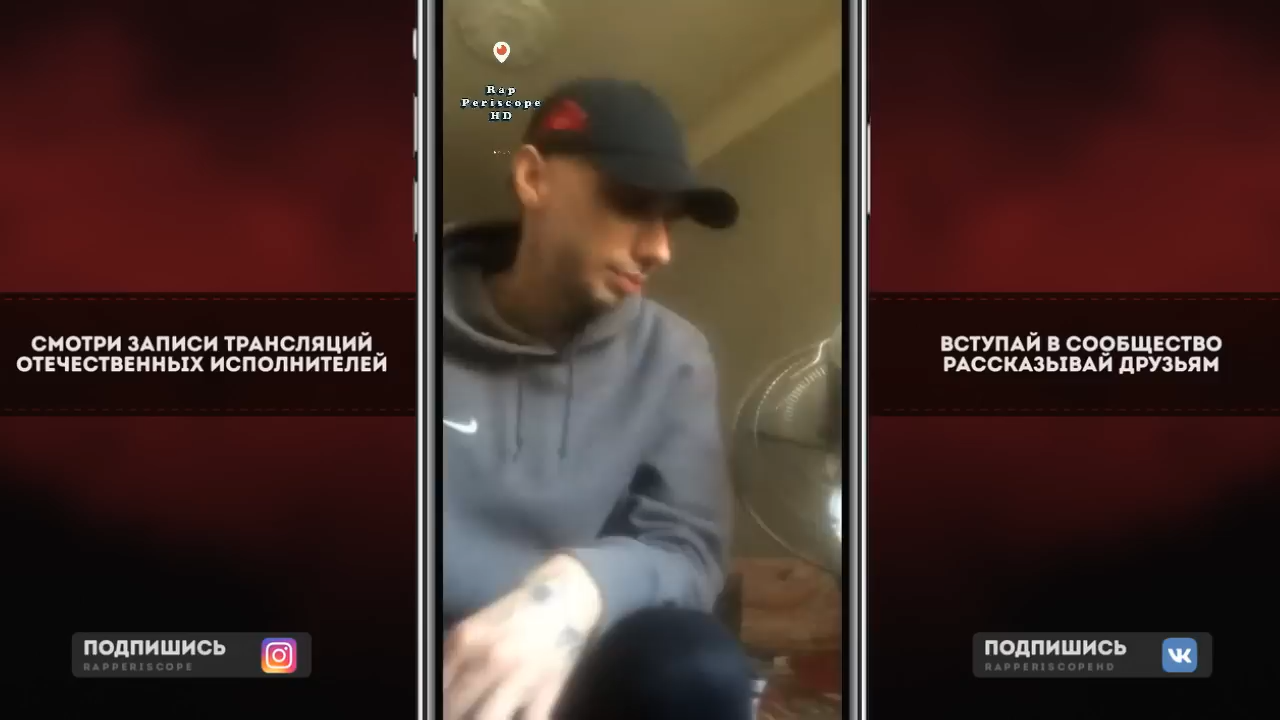 Rap
Periscope
HD
СМОТРИ ЗАПИСИ ТРАНСЛЯЦИЙ
ОТЕЧЕСТВЕННЫХ ИСПОЛНИТЕЛЕЙ
ВСТУПАЙ В СООБЩЕСТВО
РАССКАЗЫВАЙ ДРУЗЬЯМ
ПОДПИШИСЬ
RAPPERISCOPE
ПОДПИШИСЬ
RAPPERISCOPEHD